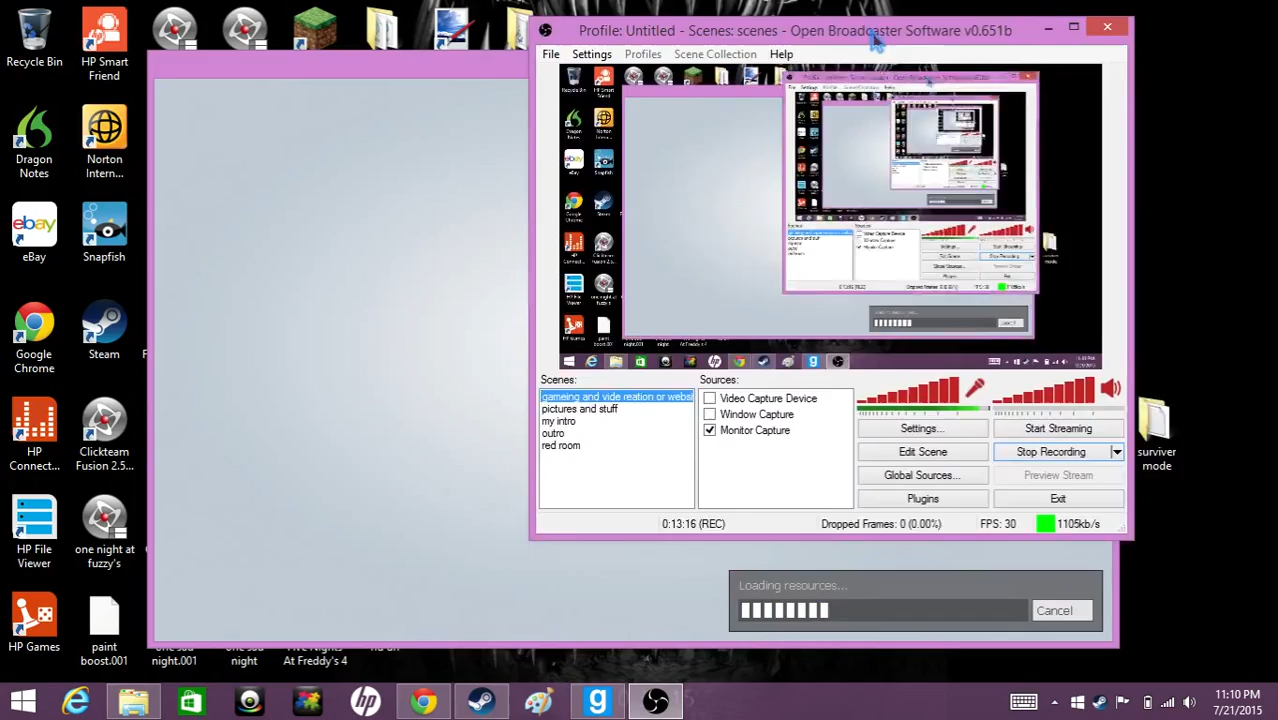 Profile: Untitled - Scenes: scenes - Open Broadcaster Software v0.651b
File Settings Profiles Scene Collection Help
Recycle Bin
HP Smart
Friend
Dragon
Notes
Norton
Intern...
ebay
eBay
Snapfish
Google
Chrome
Steam
F
HP
Connect...
Clickteam
Fusion 2.5...
HP File
Viewer
one night at
fuzzy's
HP Games
paint
boost.001
night.001
night
At Freddy's 4
surviver
mode
Scenes:
gameing and vide reation or websi
pictures and stuff
my intro
outro
red room
Sources:
Video Capture Device
Window Capture
Monitor Capture
Settings...
Start Streaming
Edit Scene
Stop Recording
Global Sources...
Preview Stream
Plugins
Exit
0:13:16 (REC)
Dropped Frames: 0 (0.00%)
FPS: 30
1105kb/s
Loading resources...
Cancel
11:10 PM
7/21/2015